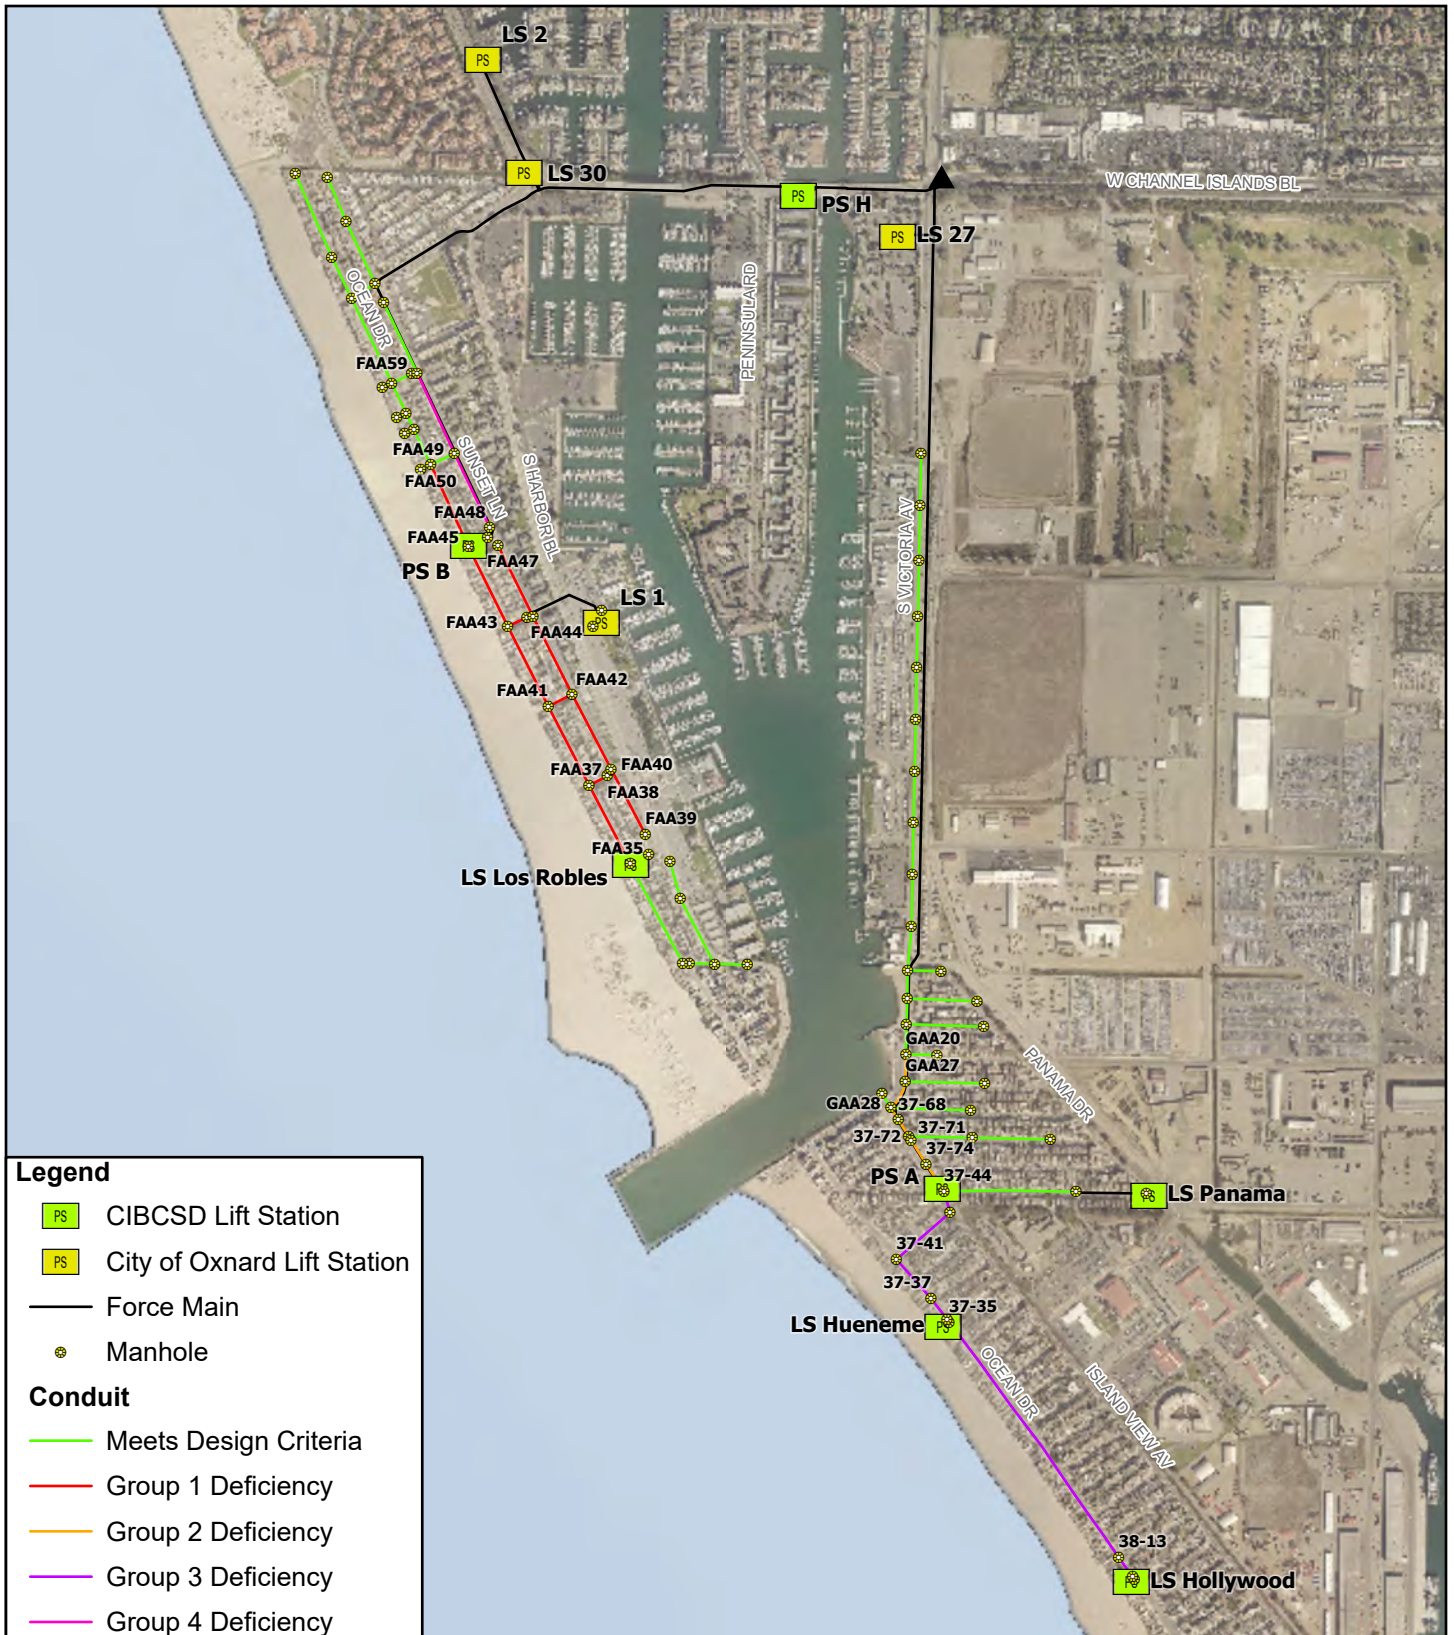 LS 2
PS
PS
LS 30
W CHANNEL ISLANDS BL
PS
PS H
PS
LS 27
OCEAN DR
PENINSULA RD
FAA59
SUNSET LN
S HARBOR BL
FAA49
FAA50
FAA48
FAA45
FAA47
PS B
S VICTORIA AV
LS 1
PS
FAA43
FAA44
FAA42
FAA41
FAA40
FAA37
FAA38
FAA39
FAA35
LS Los Robles
GAA20
GAA27
PANAMA DR
GAA28
37-68
37-71
37-72
37-74
37-44
PS A
LS Panama
37-41
37-37
37-35
LS Hueneme
PS
OCEAN DR
ISLAND VIEW AV
38-13
LS Hollywood
Legend
PS CIBCSD Lift Station
PS City of Oxnard Lift Station
Force Main
Manhole
Conduit
Meets Design Criteria
Group 1 Deficiency
Group 2 Deficiency
Group 3 Deficiency
Group 4 Deficiency